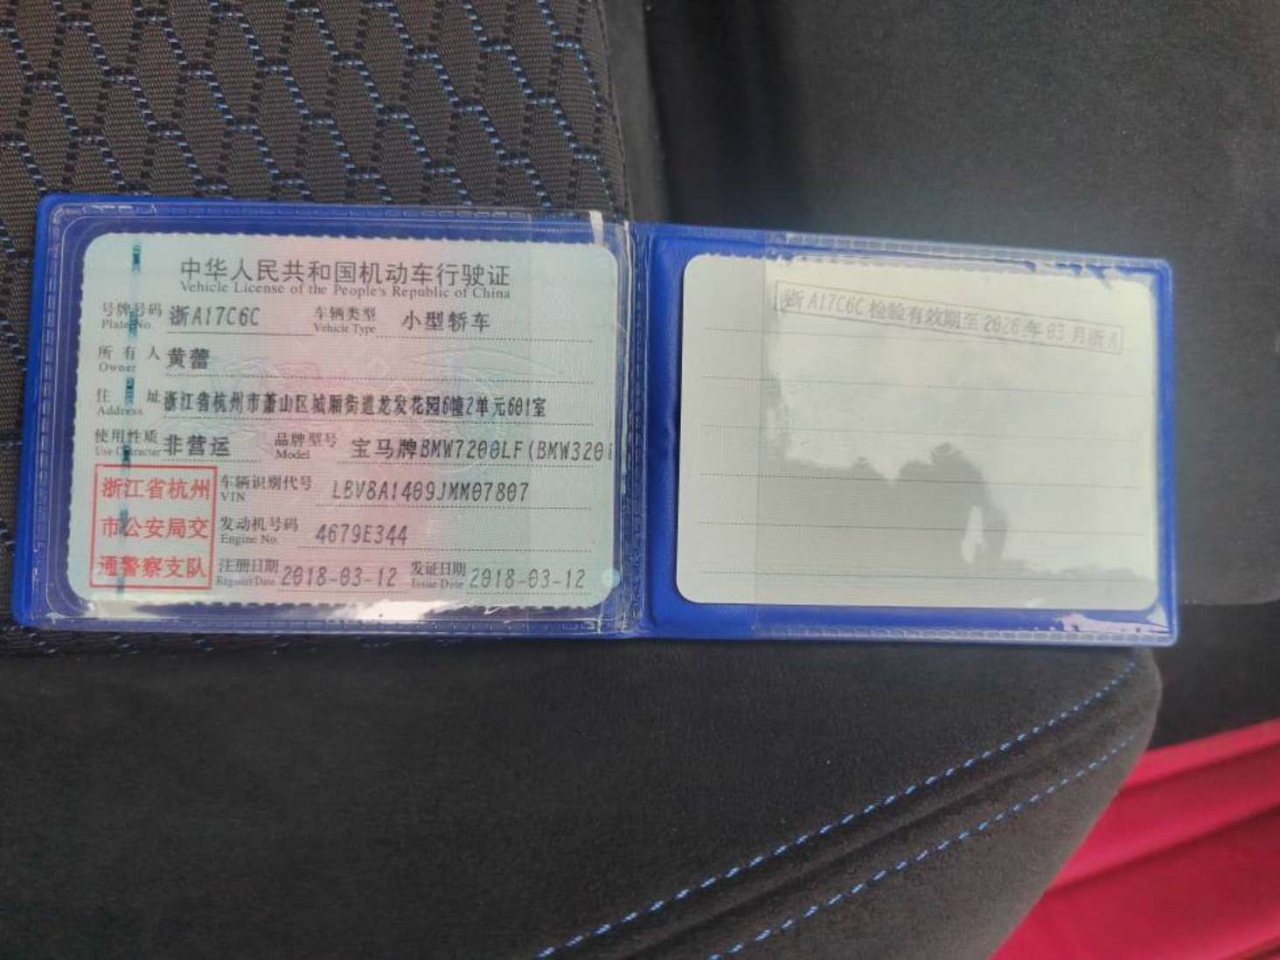 中华人民共和国机动车行驶证
Vehicle License of the People's Republic of China
号牌号码 浙A17C6C 车辆类型 小型轿车
Plate No. Vehicle Type
所有人 黄蕾
Owner
住址 浙江省杭州市萧山区城厢街道龙发花园6幢2单元601室
Address
使用性质 非营运 品牌型号 宝马牌BMW7200LF(BMW320i
Use Character Model
浙江省杭州市公安局交通警察支队
车辆识别代号 LBV8A1409JMM07807
VIN
发动机号码 4679E344
Engine No.
注册日期 2018-03-12 发证日期 2018-03-12
Register Date Issue Date
浙A17C6C 检验有效期至 2026年03月浙A